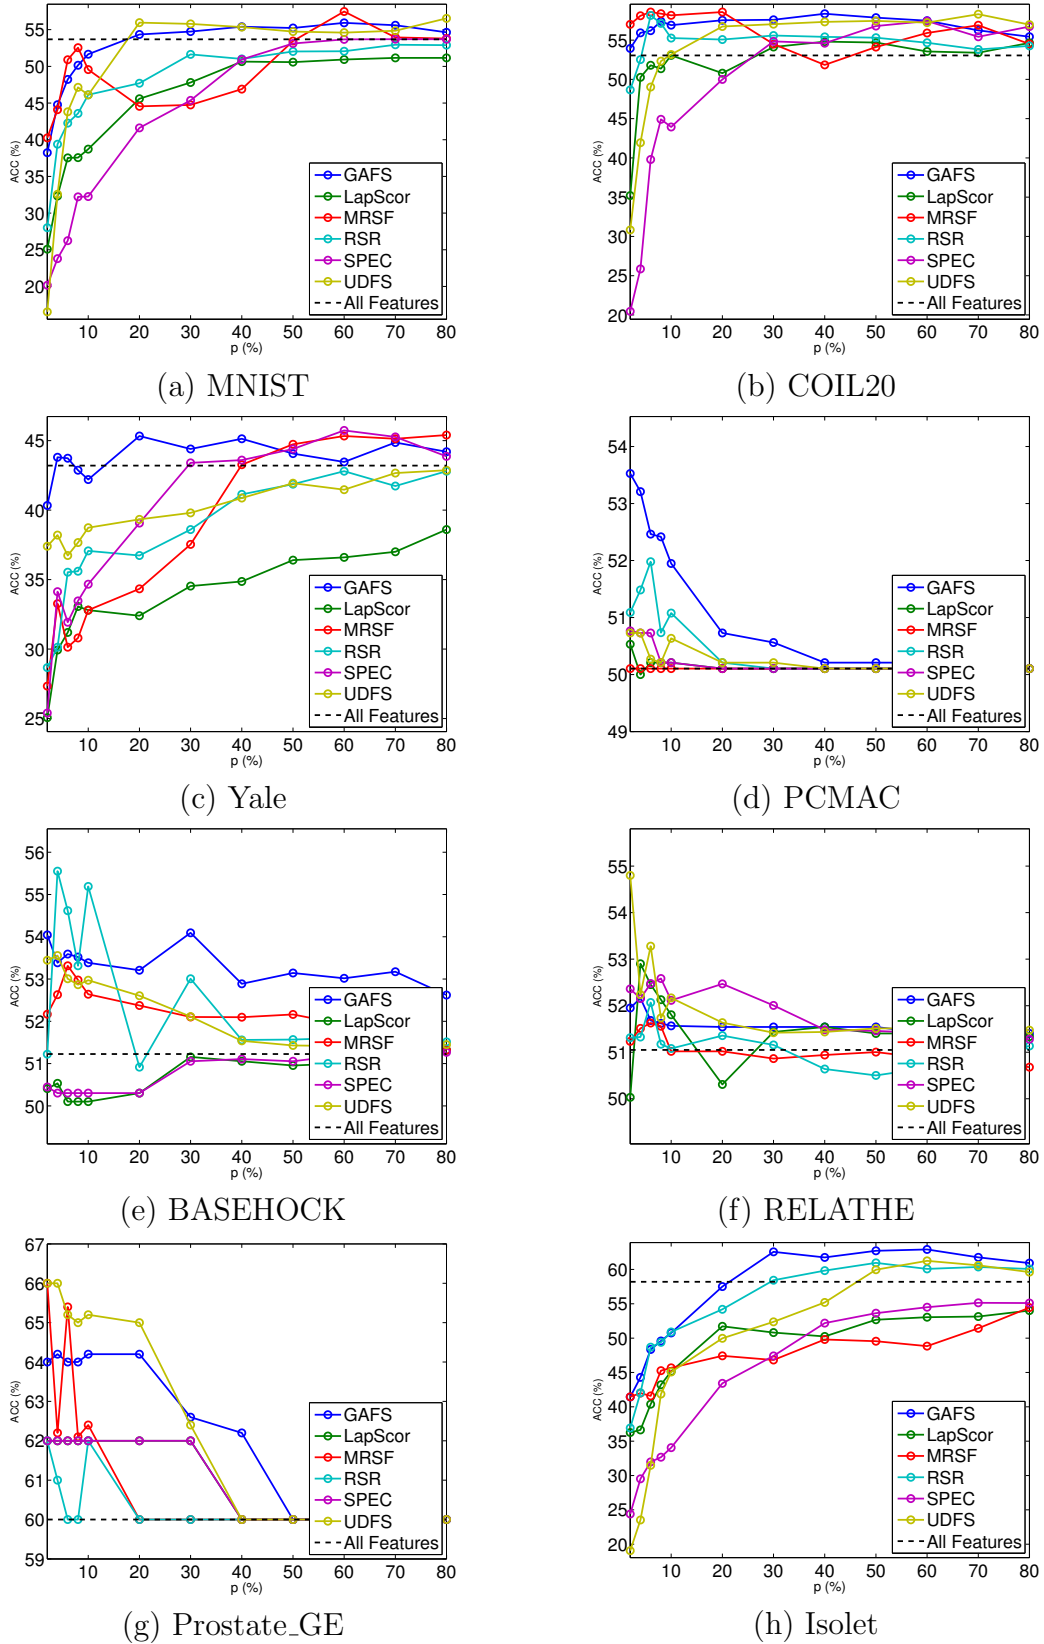 55
50
45
40
35
30
25
20
ACC (%)
10 20 30 40 50 60 70 80
p (%)
GAFS
LapScor
MRSF
RSR
SPEC
UDFS
All Features
(a) MNIST
55
50
45
40
35
30
25
20
ACC (%)
10 20 30 40 50 60 70 80
p (%)
GAFS
LapScor
MRSF
RSR
SPEC
UDFS
All Features
(b) COIL20
45
40
35
30
25
ACC (%)
10 20 30 40 50 60 70 80
p (%)
GAFS
LapScor
MRSF
RSR
SPEC
UDFS
All Features
(c) Yale
54
53
52
51
50
49
ACC (%)
10 20 30 40 50 60 70 80
p (%)
GAFS
LapScor
MRSF
RSR
SPEC
UDFS
All Features
(d) PCMAC
56
55
54
53
52
51
50
ACC (%)
10 20 30 40 50 60 70 80
p (%)
GAFS
LapScor
MRSF
RSR
SPEC
UDFS
All Features
(e) BASEHOCK
55
54
53
52
51
50
ACC (%)
10 20 30 40 50 60 70 80
p (%)
GAFS
LapScor
MRSF
RSR
SPEC
UDFS
All Features
(f) RELATHE
67
66
65
64
63
62
61
60
59
ACC (%)
10 20 30 40 50 60 70 80
p (%)
GAFS
LapScor
MRSF
RSR
SPEC
UDFS
All Features
(g) Prostate_GE
60
55
50
45
40
35
30
25
20
ACC (%)
10 20 30 40 50 60 70 80
p (%)
GAFS
LapScor
MRSF
RSR
SPEC
UDFS
All Features
(h) Isolet